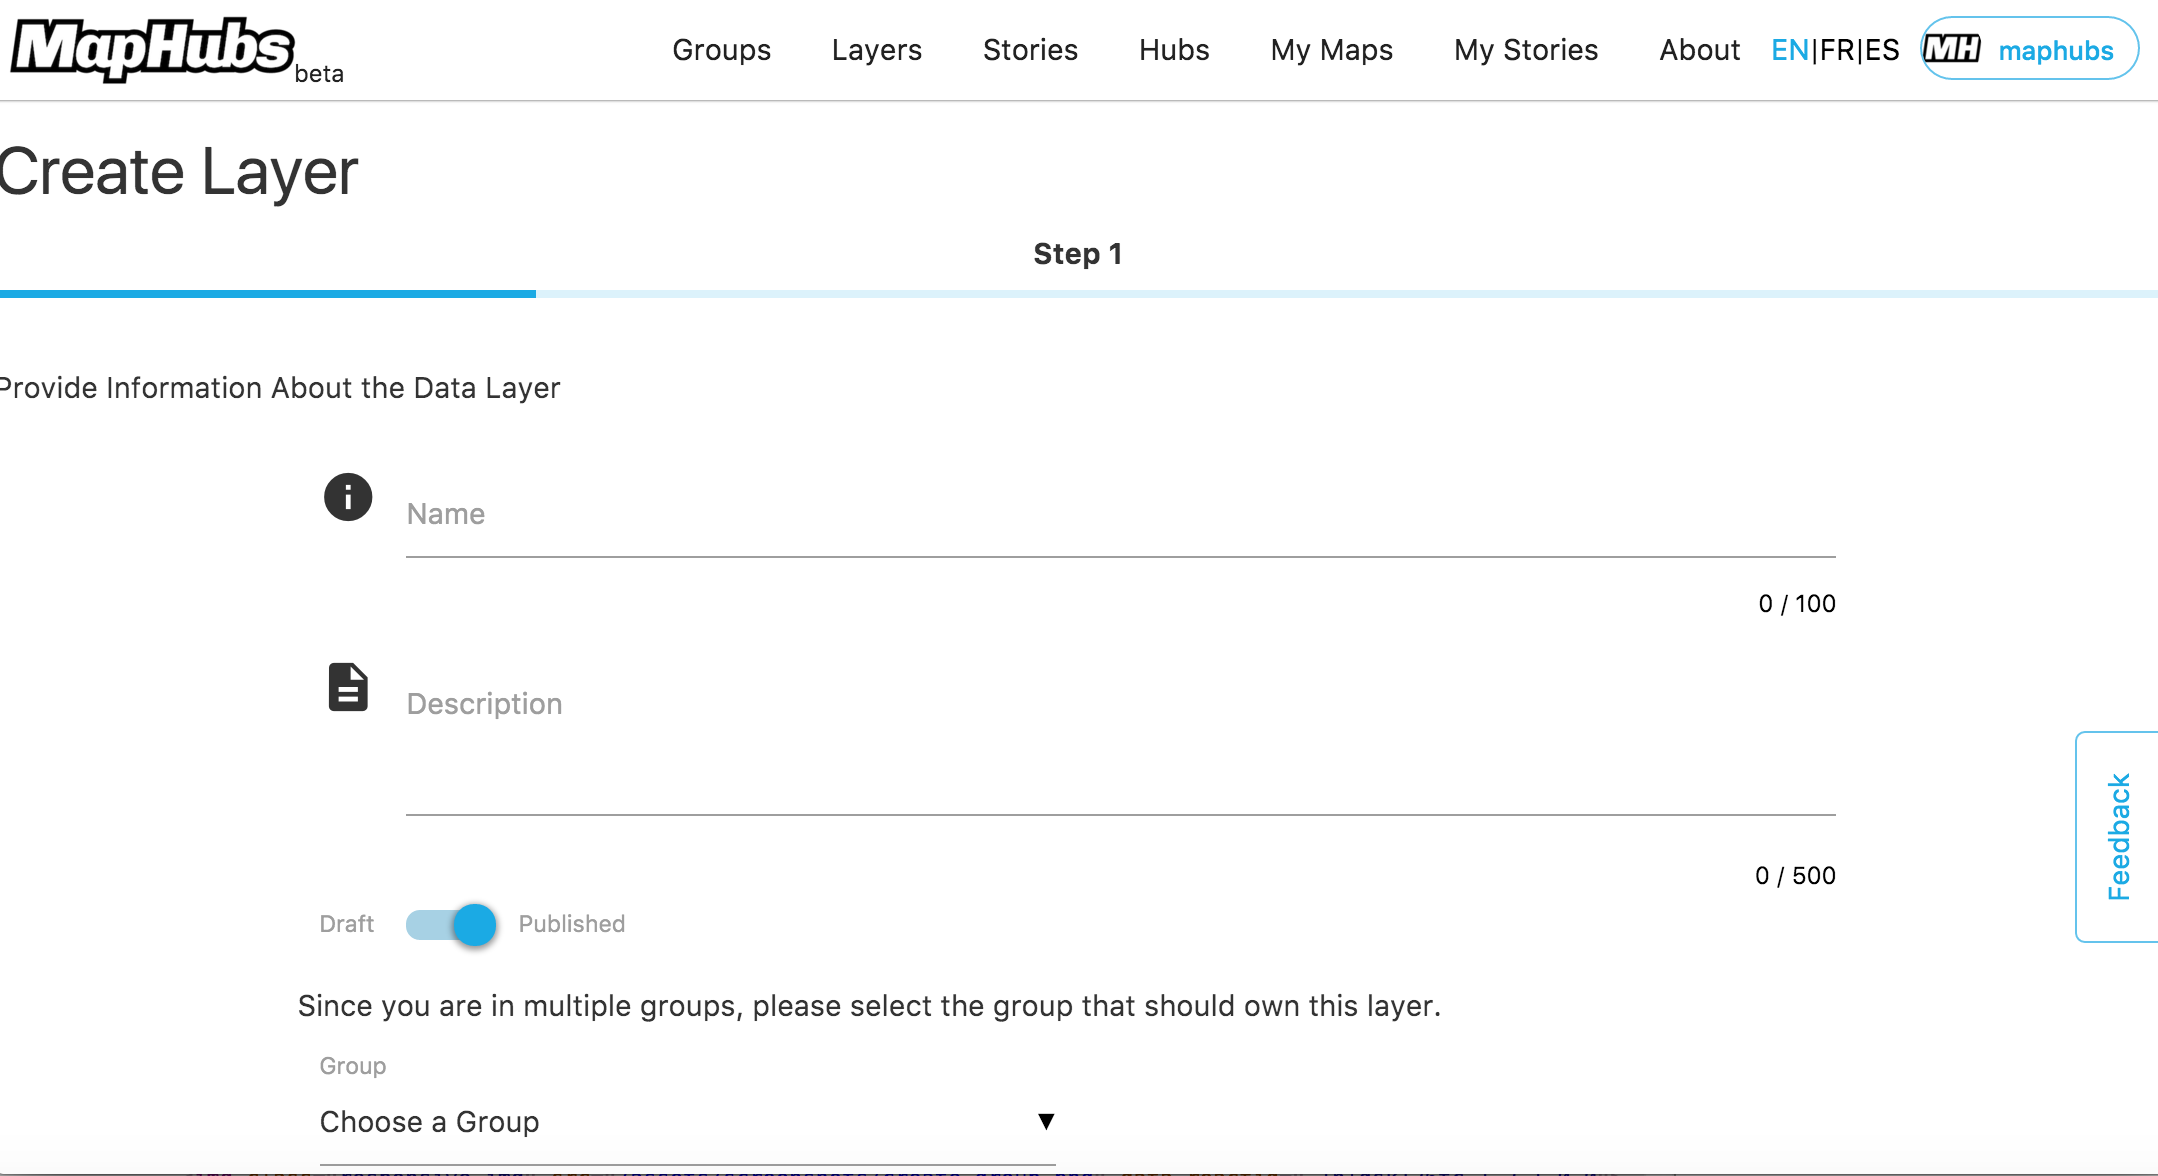 MapHubs beta Groups Layers Stories Hubs My Maps My Stories About EN|FR|ES MH maphubs
Create Layer
Step 1
Provide Information About the Data Layer
Name
0 / 100
Description
0 / 500
Feedback
Draft Published
Since you are in multiple groups, please select the group that should own this layer.
Group
Choose a Group